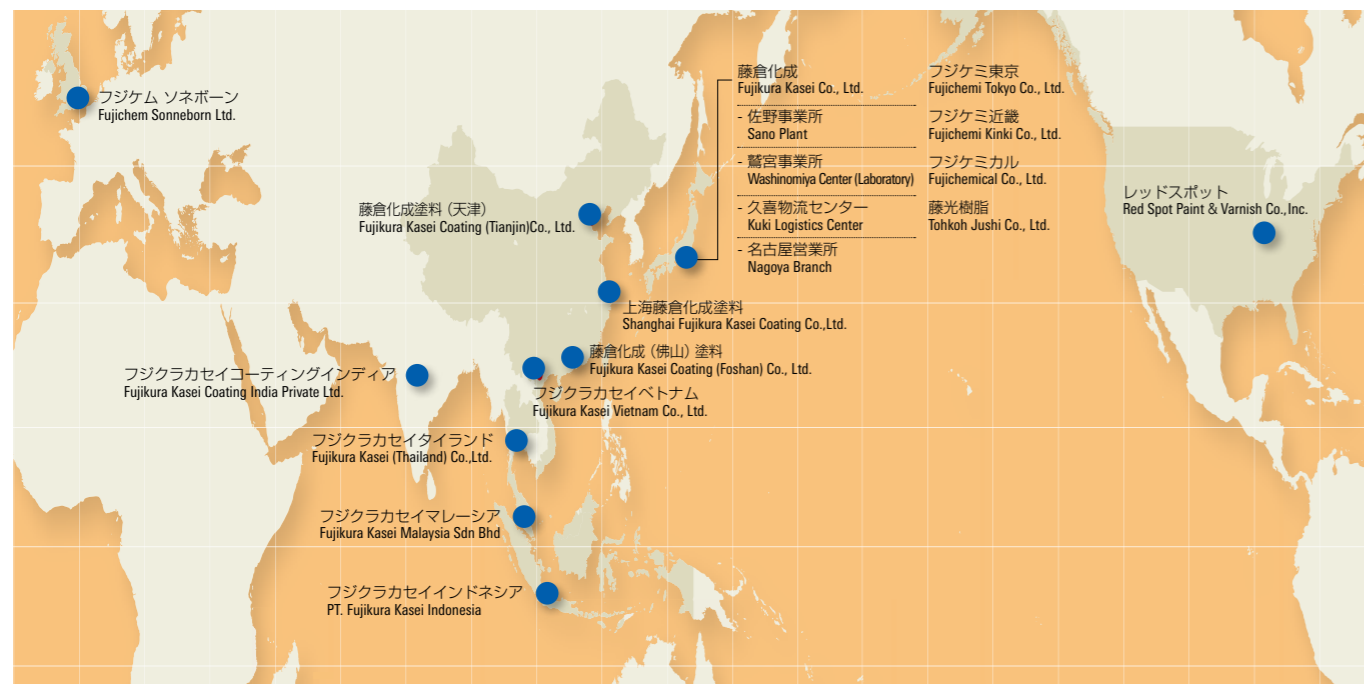 フジケム ソネボーン
Fujichem Sonneborn Ltd.
藤倉化成塗料（天津）
Fujikura Kasei Coating (Tianjin)Co., Ltd.
藤倉化成
Fujikura Kasei Co., Ltd.
- 佐野事業所
Sano Plant
- 鷲宮事業所
Washinomiya Center (Laboratory)
- 久喜物流センター
Kuki Logistics Center
- 名古屋営業所
Nagoya Branch
フジケミ東京
Fujichemi Tokyo Co., Ltd.
フジケミ近畿
Fujichemi Kinki Co., Ltd.
フジケミカル
Fujichemical Co., Ltd.
藤光樹脂
Tohkoh Jushi Co., Ltd.
レッドスポット
Red Spot Paint & Varnish Co.,Inc.
上海藤倉化成塗料
Shanghai Fujikura Kasei Coating Co.,Ltd.
藤倉化成（佛山）塗料
Fujikura Kasei Coating (Foshan) Co., Ltd.
フジクラカセイコーティングインディア
Fujikura Kasei Coating India Private Ltd.
フジクラカセイベトナム
Fujikura Kasei Vietnam Co., Ltd.
フジクラカセイタイランド
Fujikura Kasei (Thailand) Co.,Ltd.
フジクラカセイマレーシア
Fujikura Kasei Malaysia Sdn Bhd
フジクラカセイインドネシア
PT. Fujikura Kasei Indonesia